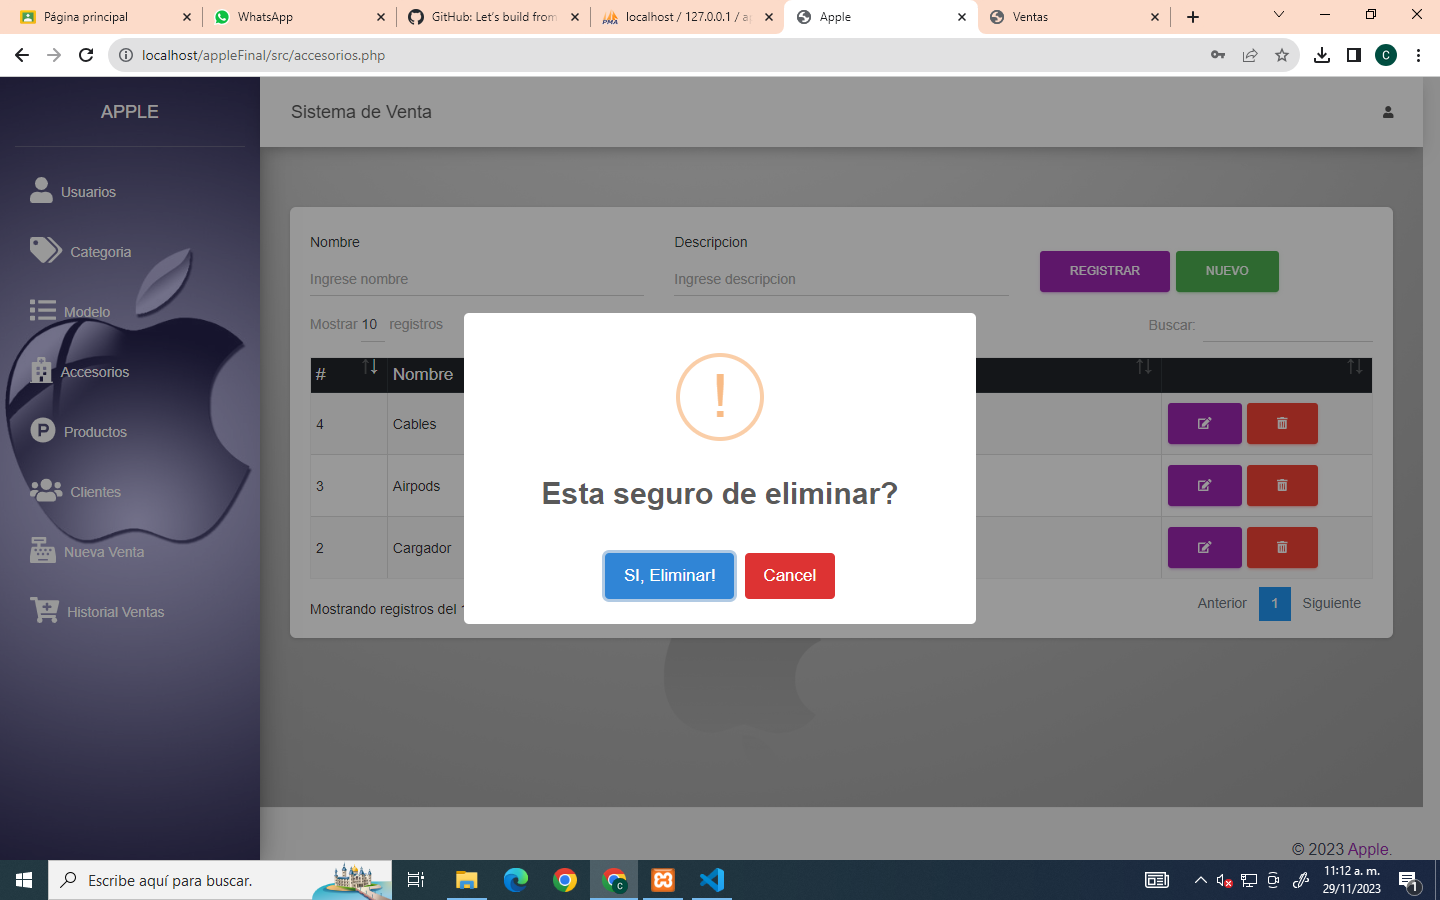 Página principal
WhatsApp
GitHub: Let's build from
localhost / 127.0.0.1 / a
Apple
Ventas
localhost/appleFinal/src/accesorios.php
C
APPLE
Sistema de Venta
Usuarios
Categoria
Modelo
Accesorios
Productos
Clientes
Nueva Venta
Historial Ventas
Nombre
Descripcion
Ingrese nombre
Ingrese descripcion
REGISTRAR
NUEVO
Mostrar 10 registros
Buscar:
# Nombre
4 Cables
3 Airpods
2 Cargador
Mostrando registros del
Anterior 1 Siguiente
!
Esta seguro de eliminar?
SI, Eliminar!
Cancel
© 2023 Apple.
Escribe aquí para buscar.
11:12 a. m.
29/11/2023
1